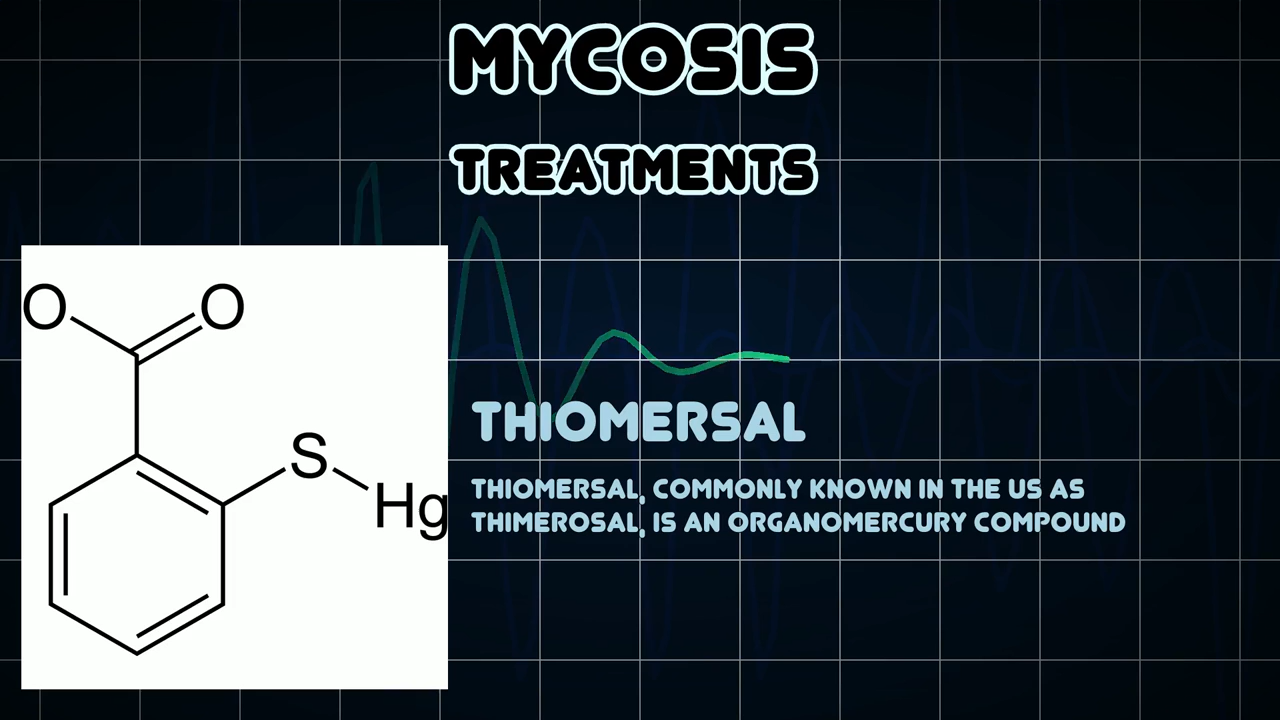 MYCOSIS
TREATMENTS
O O
S
Hg
THIOMERSAL
THIOMERSAL, COMMONLY KNOWN IN THE US AS
THIMEROSAL, IS AN ORGANOMERCURY COMPOUND